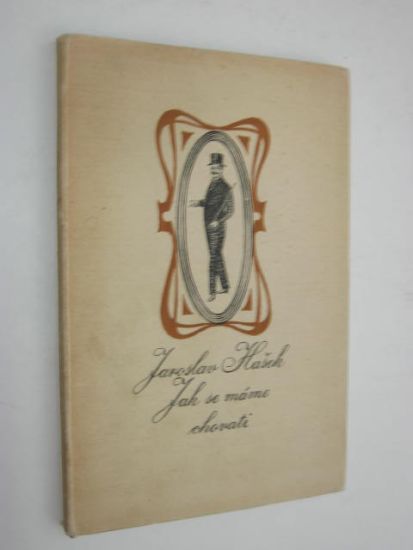 Jaroslav Hašek
Jak se máme
chovati